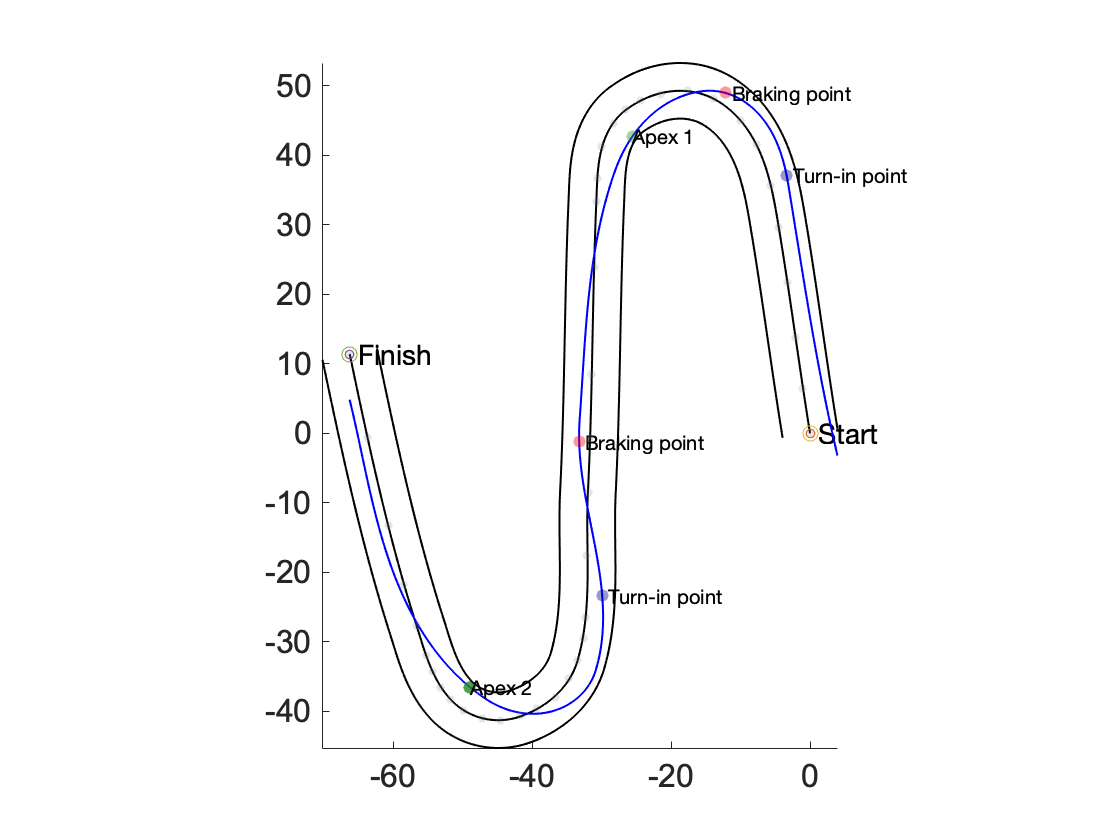 50
Braking point
40
Apex 1
Turn-in point
30
20
10
Finish
0
Start
Braking point
-10
-20
Turn-in point
-30
Apex 2
-40
-60
-40
-20
0